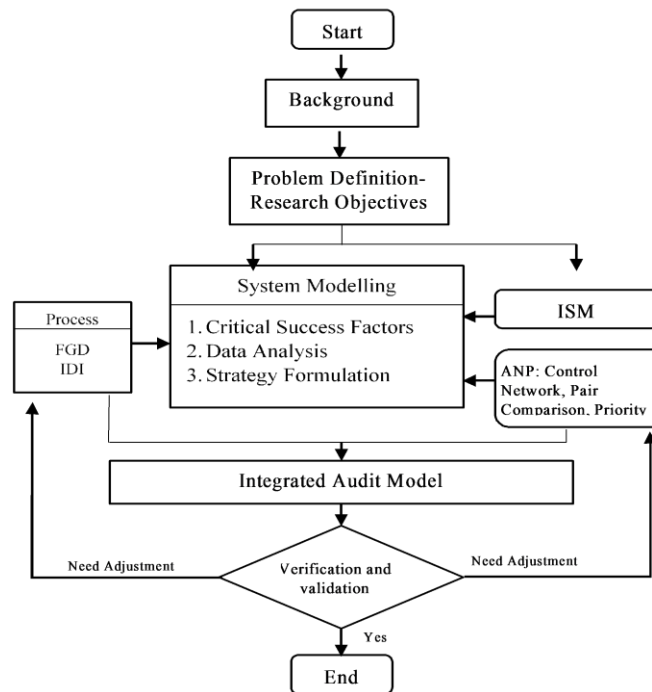 Start
Background
Problem Definition-
Research Objectives
System Modelling
1. Critical Success Factors
2. Data Analysis
3. Strategy Formulation
Process
FGD
IDI
ISM
ANP: Control
Network, Pair
Comparison, Priority
Integrated Audit Model
Need Adjustment
Verification and
validation
Need Adjustment
Yes
End